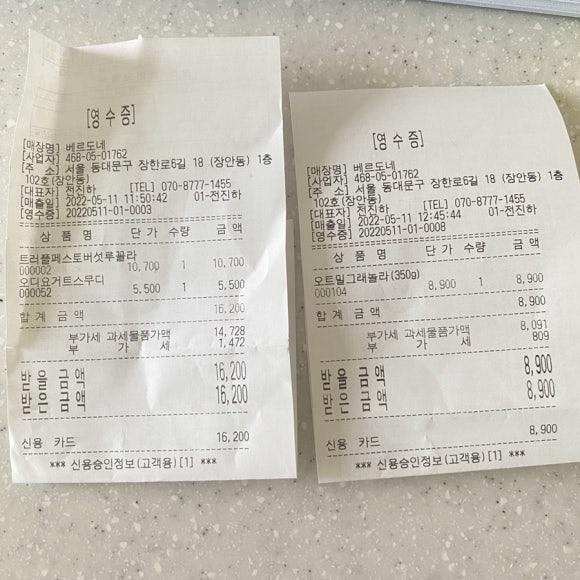 [영 수 증]
[매장명] 베르도네
[사업자] 468-05-01762
[주 소] 서울 동대문구 장한로6길 18 (장안동) 1층
102호(장안동)
[대표자] 전진하 [TEL] 070-8777-1455
[매출일] 2022-05-11 11:50:42 01-전진하
[영수증] 20220511-01-0003
상 품 명 단 가 수량 금 액
트러플페스토버섯루꼴라
000002 10,700 1 10,700
오디요거트스무디
000052 5,500 1 5,500
합 계 금 액 16,200
부가세 과세물품가액 14,728
부 가 세 1,472
받을금액 16,200
받은금액 16,200
신용 카드 16,200
*** 신용승인정보(고객용)[1] ***
[영 수 증]
[매장명] 베르도네
[사업자] 468-05-01762
[주 소] 서울 동대문구 장한로6길 18 (장안동) 1층
102호(장안동)
[대표자] 전진하 [TEL] 070-8777-1455
[매출일] 2022-05-11 12:45:44 01-전진하
[영수증] 20220511-01-0008
상 품 명 단 가 수량 금 액
오트밀그래놀라(350g)
000104 8,900 1 8,900
합 계 금 액 8,900
부가세 과세물품가액 8,091
부 가 세 809
받을금액 8,900
받은금액 8,900
신용 카드 8,900
*** 신용승인정보(고객용)[1] ***